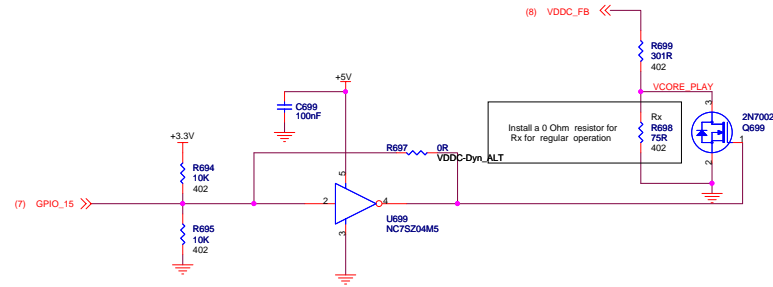 (8) VDDC_FB
R699
301R
402
+5V
VCORE_PLAY
C699
100nF
3
2N7002
Q699
Install a 0 Ohm resistor for
Rx for regular operation
Rx
R698
75R
402
1
2
+3.3V
R697
0R
VDDC-Dyn_ALT
R694
10K
402
5
(7) GPIO_15
2
4
U699
NC7SZ04M5
R695
10K
402
3